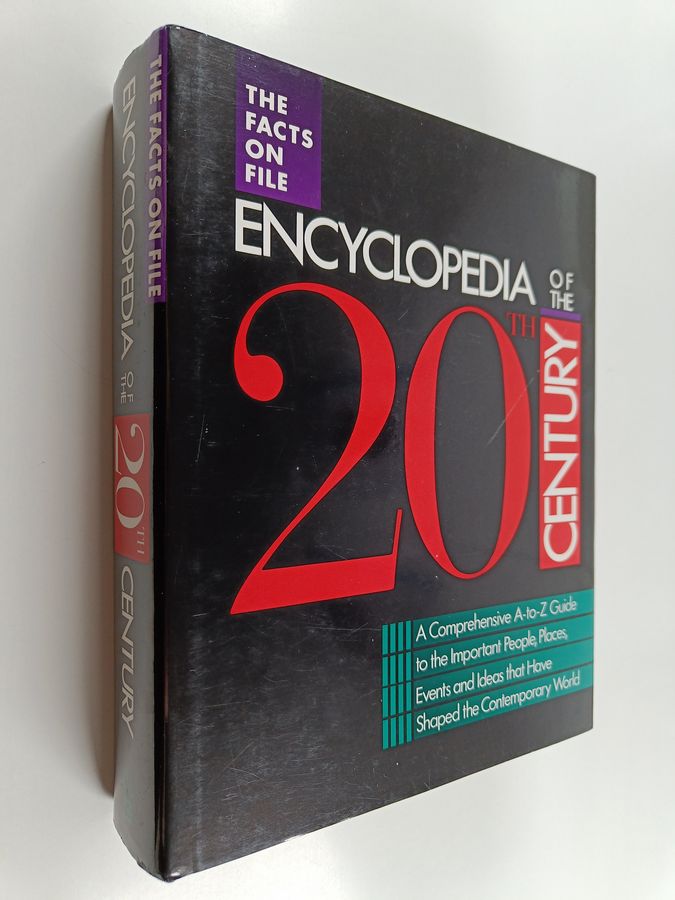 THE FACTS ON FILE
ENCYCLOPEDIA
OF
THE
20TH
CENTURY
THE
FACTS
ON
FILE
ENCYCLOPEDIA
OF
THE
20TH
CENTURY
A Comprehensive A-to-Z Guide
to the Important People, Places,
Events and Ideas that Have
Shaped the Contemporary World